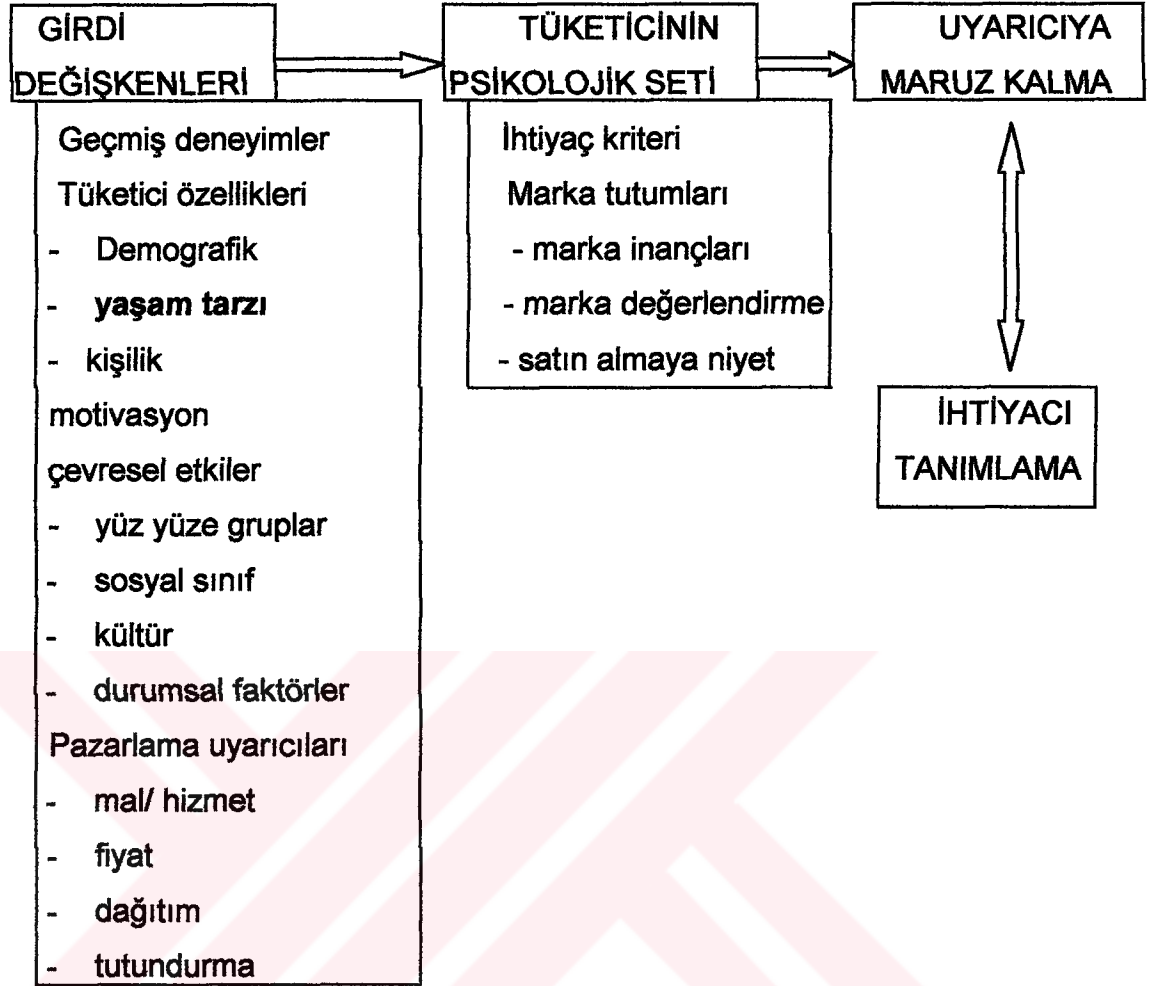 GİRDİ
DEĞİŞKENLERİ
Geçmiş deneyimler
Tüketici özellikleri
- Demografik
- yaşam tarzı
- kişilik
motivasyon
çevresel etkiler
- yüz yüze gruplar
- sosyal sınıf
- kültür
- durumsal faktörler
Pazarlama uyarıcıları
- mal/ hizmet
- fiyat
- dağıtım
- tutundurma
TÜKETİCİNİN
PSİKOLOJİK SETİ
İhtiyaç kriteri
Marka tutumları
- marka inançları
- marka değerlendirme
- satın almaya niyet
UYARICIYA
MARUZ KALMA
İHTİYACI
TANIMLAMA